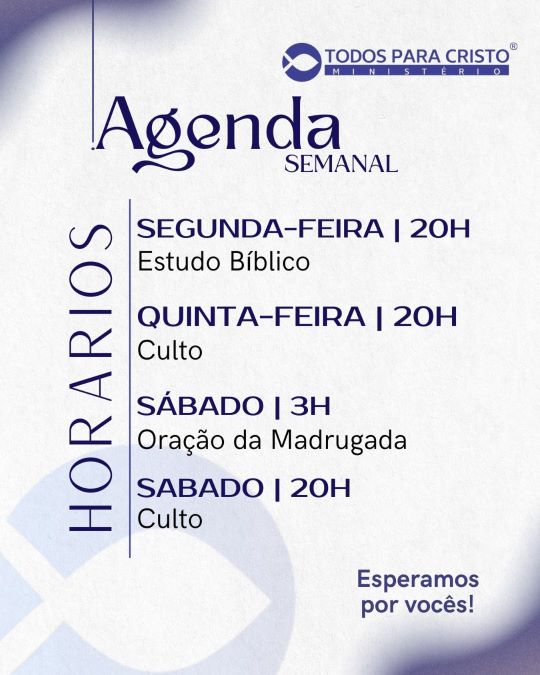 TODOS PARA CRISTO®
MINISTÉRIO
Agenda
SEMANAL
HORARIOS
SEGUNDA-FEIRA | 20H
Estudo Bíblico
QUINTA-FEIRA | 20H
Culto
SÁBADO | 3H
Oração da Madrugada
SABADO | 20H
Culto
Esperamos
por vocês!